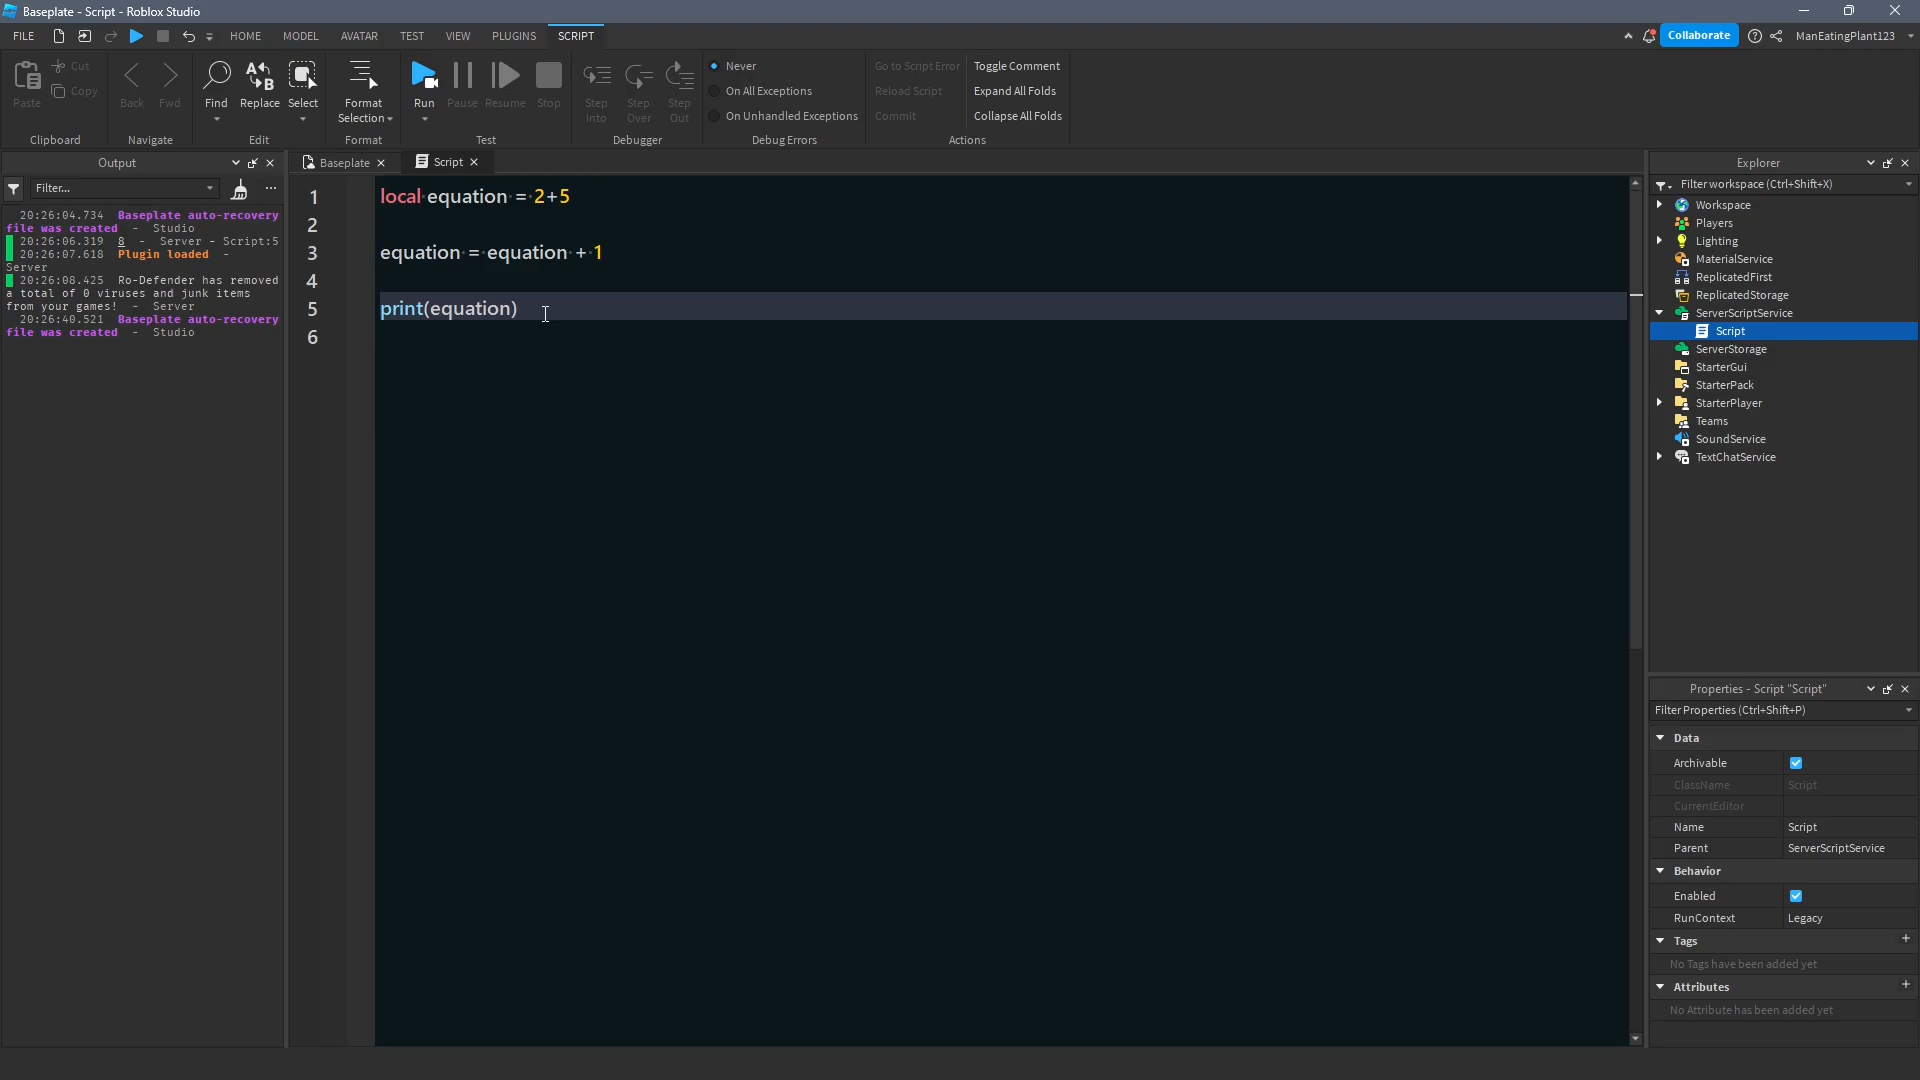 Baseplate - Script - Roblox Studio
FILE HOME MODEL AVATAR TEST VIEW PLUGINS SCRIPT Collaborate ManEatingPlant123
Paste Cut Copy
Clipboard
Back Fwd
Navigate
Find Replace Select
Edit
Format Selection
Format
Run Pause Resume Stop
Test
Step Into Step Over Step Out
Debugger
Never
On All Exceptions
On Unhandled Exceptions
Debug Errors
Go to Script Error Toggle Comment
Reload Script Expand All Folds
Commit Collapse All Folds
Actions
Output
Filter...
20:26:04.734 Baseplate auto-recovery
file was created - Studio
20:26:06.319 8 - Server - Script:5
20:26:07.618 Plugin loaded -
Server
20:26:08.425 Ro-Defender has removed
a total of 0 viruses and junk items
from your games! - Server
20:26:40.521 Baseplate auto-recovery
file was created - Studio
Baseplate Script
1 local equation = 2+5
2
3 equation = equation + 1
4
5 print(equation)
6
Explorer
Filter workspace (Ctrl+Shift+X)
Workspace
Players
Lighting
MaterialService
ReplicatedFirst
ReplicatedStorage
ServerScriptService
Script
ServerStorage
StarterGui
StarterPack
StarterPlayer
Teams
SoundService
TextChatService
Properties - Script "Script"
Filter Properties (Ctrl+Shift+P)
Data
Archivable
ClassName Script
CurrentEditor
Name Script
Parent ServerScriptService
Behavior
Enabled
RunContext Legacy
Tags +
No Tags have been added yet
Attributes +
No Attribute has been added yet